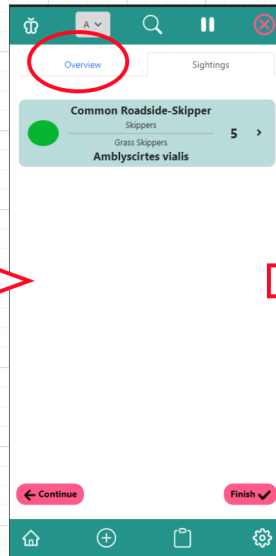 A
Overview
Sightings
Common Roadside-Skipper
Skippers
Grass Skippers
Amblyscirtes vialis
5
Continue
Finish